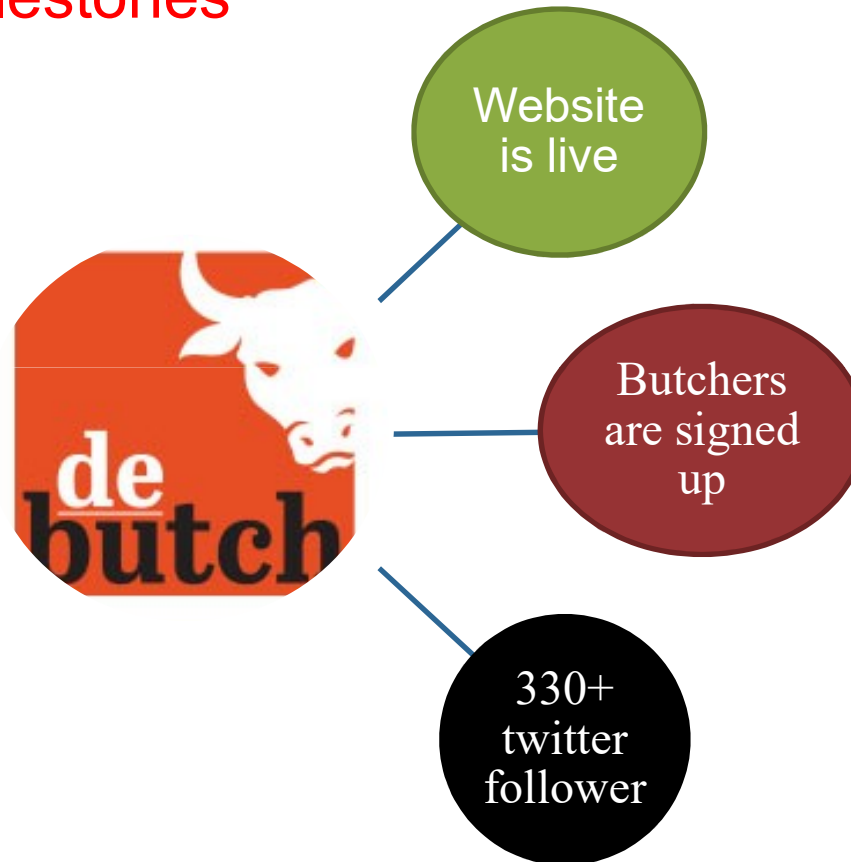 lestones
Website
is live
Butchers
are signed
up
de
butch
330+
twitter
follower